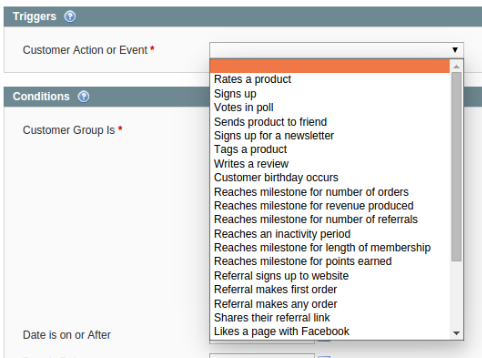 Triggers
Customer Action or Event *
Conditions
Customer Group Is *
Rates a product
Signs up
Votes in poll
Sends product to friend
Signs up for a newsletter
Tags a product
Writes a review
Customer birthday occurs
Reaches milestone for number of orders
Reaches milestone for revenue produced
Reaches milestone for number of referrals
Reaches an inactivity period
Reaches milestone for length of membership
Reaches milestone for points earned
Referral signs up to website
Referral makes first order
Referral makes any order
Shares their referral link
Likes a page with Facebook
Date is on or After